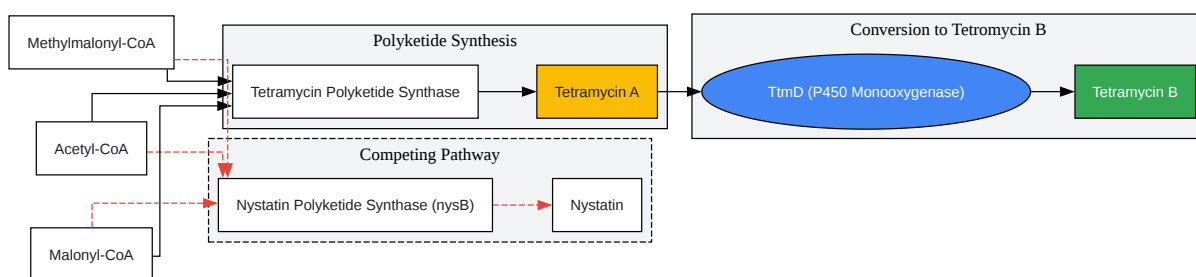 Methylmalonyl-CoA
Polyketide Synthesis
Conversion to Tetromycin B
Tetramycin Polyketide Synthase
Tetramycin A
TtmD (P450 Monooxygenase)
Tetramycin B
Acetyl-CoA
Competing Pathway
Nystatin Polyketide Synthase (nysB)
Nystatin
Malonyl-CoA